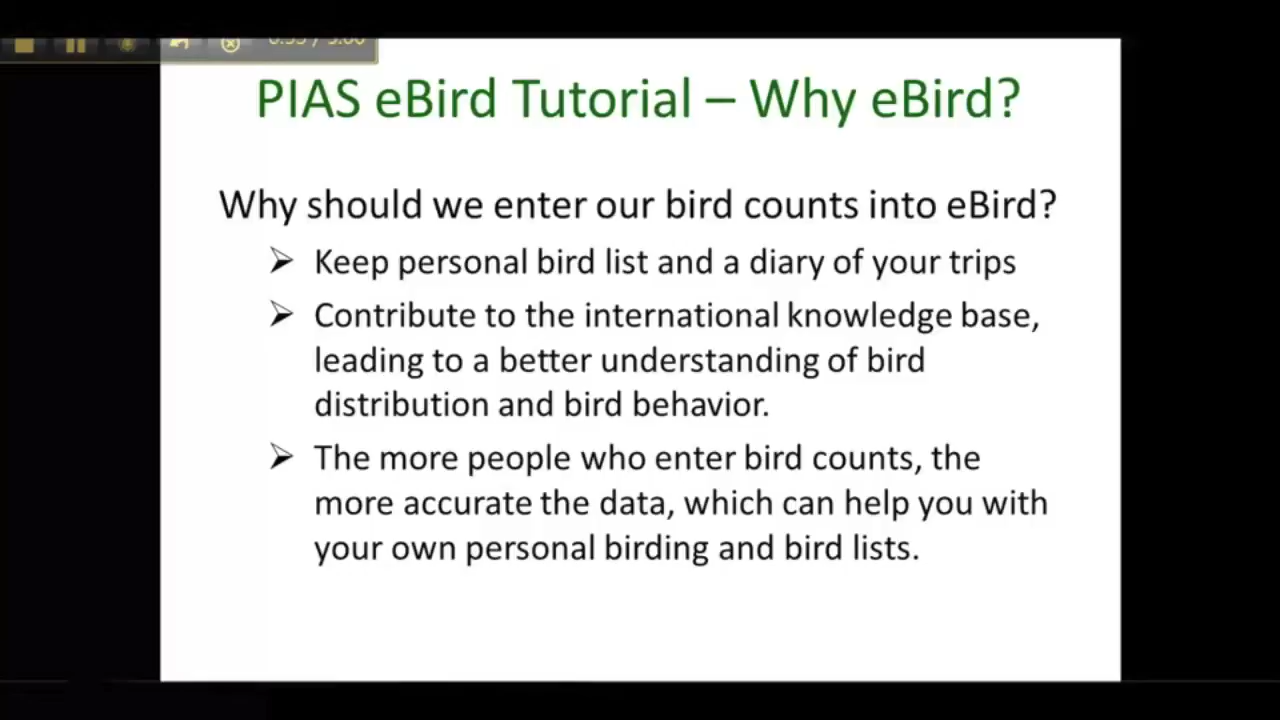 PIAS eBird Tutorial – Why eBird?
Why should we enter our bird counts into eBird?
➢ Keep personal bird list and a diary of your trips
➢ Contribute to the international knowledge base,
leading to a better understanding of bird
distribution and bird behavior.
➢ The more people who enter bird counts, the
more accurate the data, which can help you with
your own personal birding and bird lists.